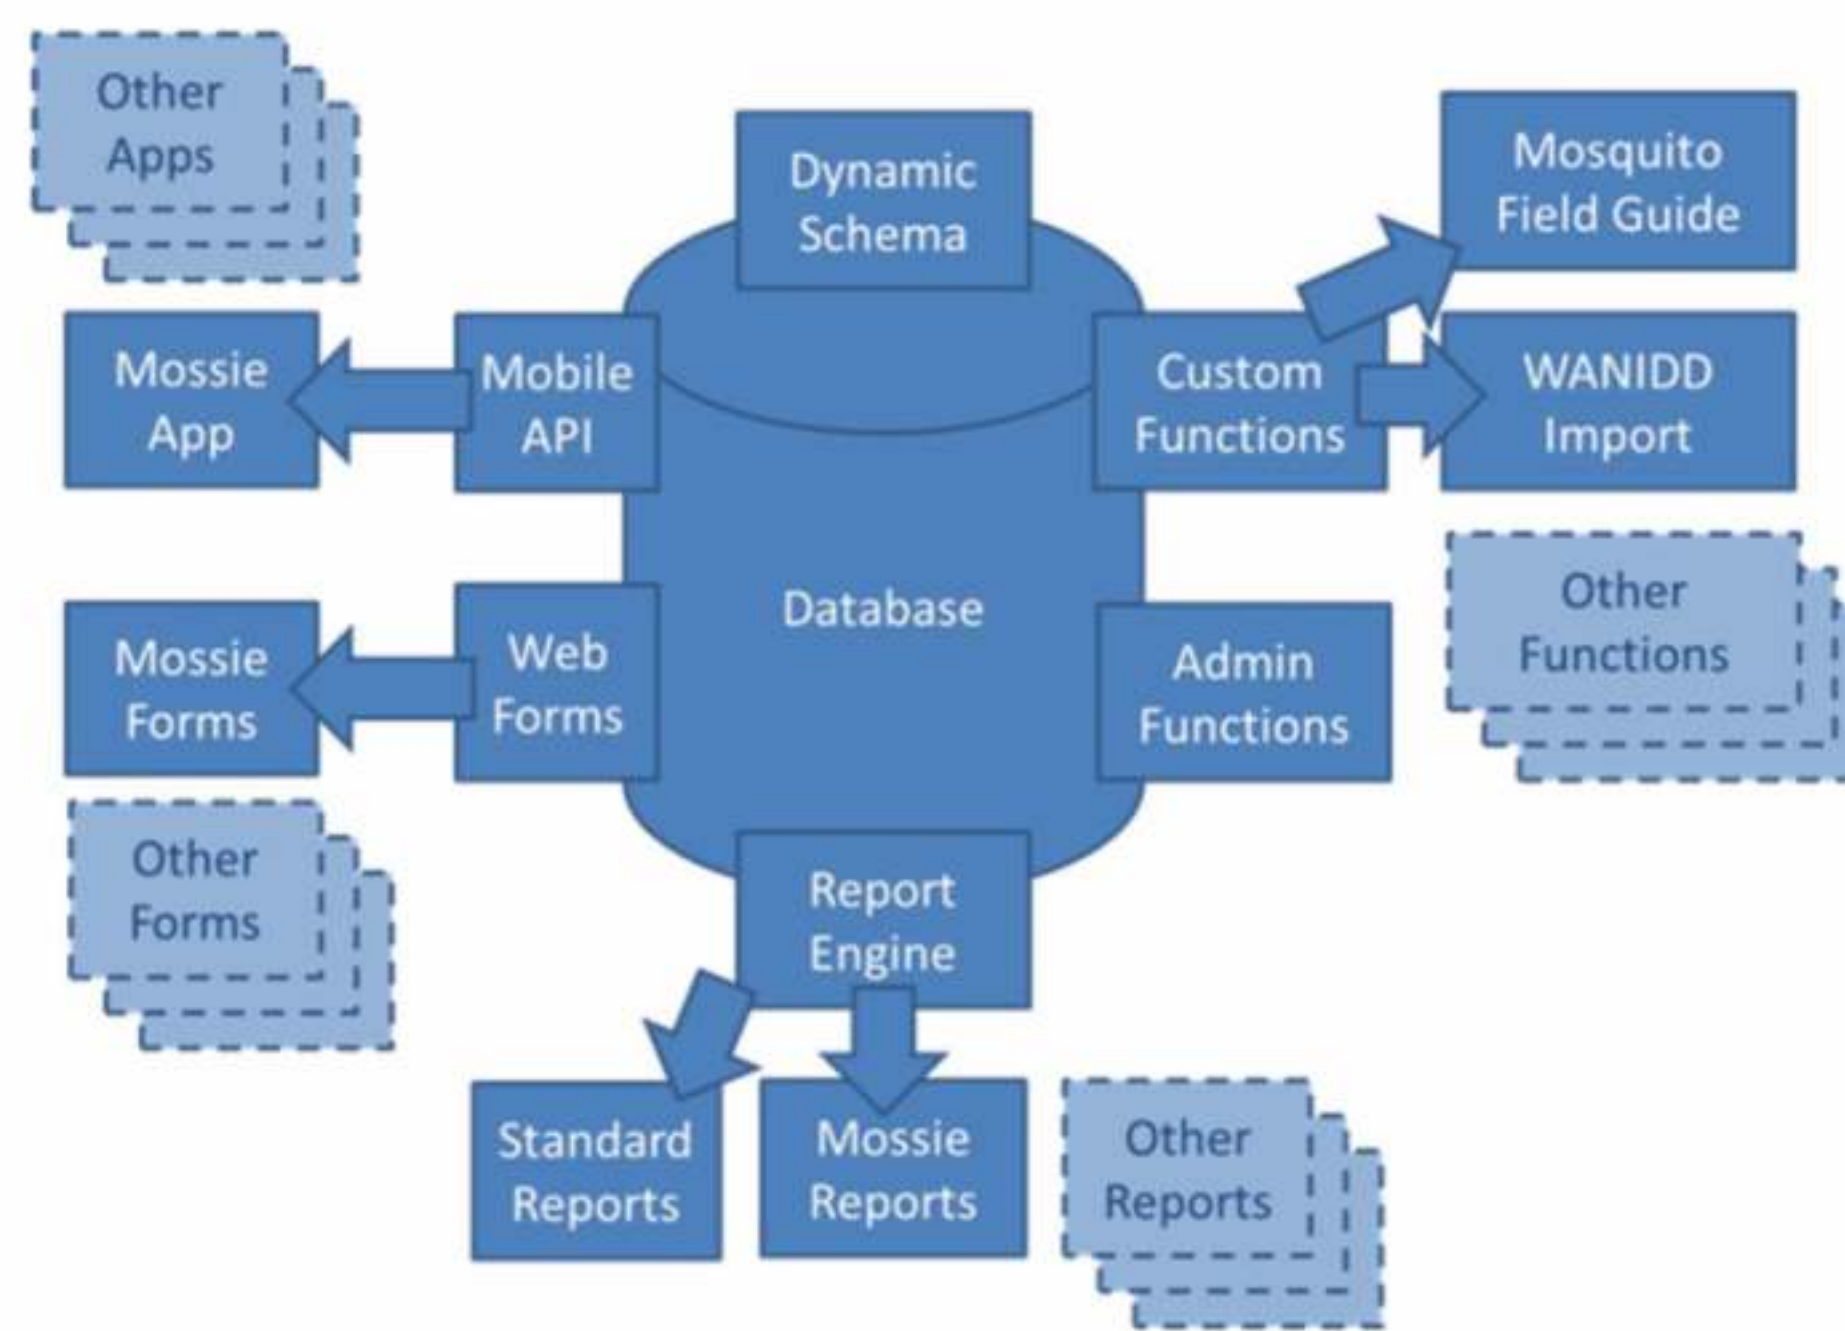 Other
Apps
Dynamic
Schema
Mosquito
Field Guide
Mossie
App
Mobile
API
Custom
Functions
WANIDD
Import
Mossie
Forms
Web
Forms
Database
Admin
Functions
Other
Functions
Other
Forms
Report
Engine
Standard
Reports
Mossie
Reports
Other
Reports